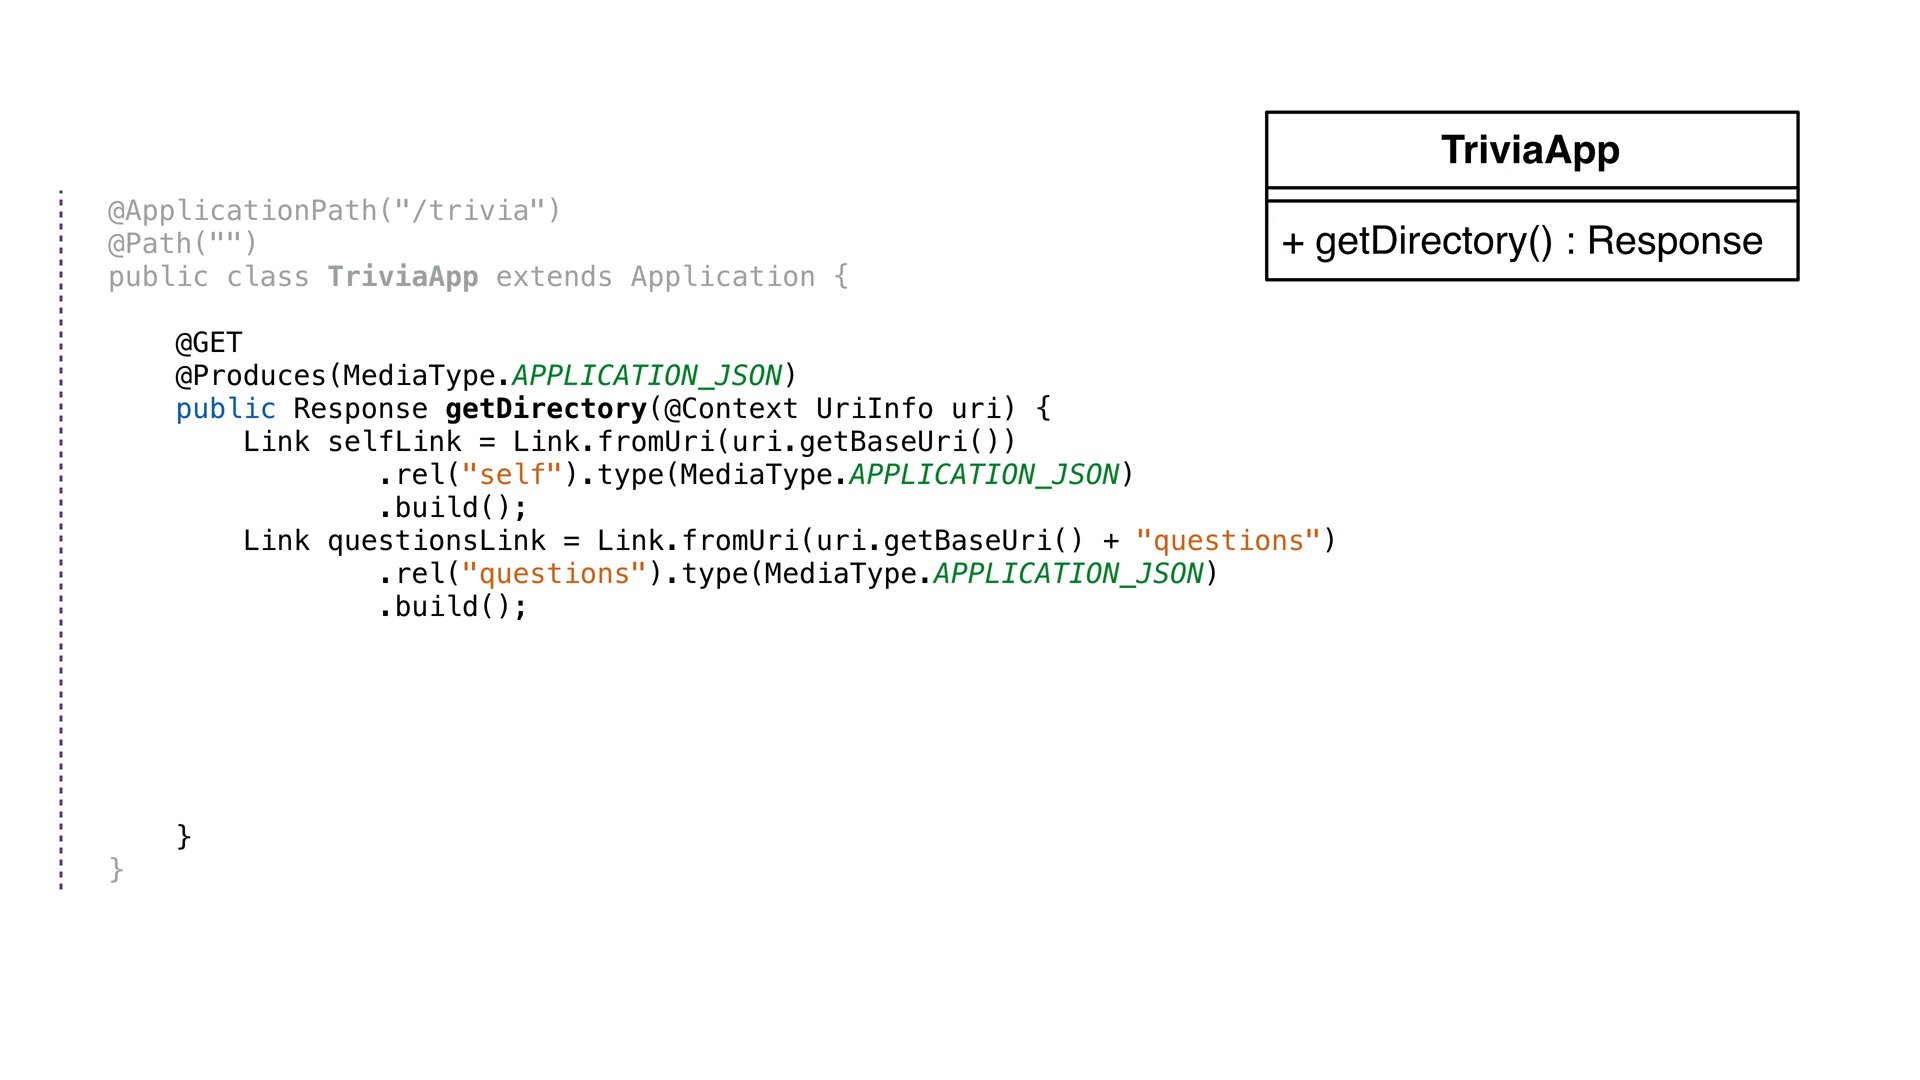 TriviaApp
+ getDirectory() : Response
@ApplicationPath("/trivia")
@Path("")
public class TriviaApp extends Application {
@GET
@Produces(MediaType.APPLICATION_JSON)
public Response getDirectory(@Context UriInfo uri) {
Link selfLink = Link.fromUri(uri.getBaseUri())
.rel("self").type(MediaType.APPLICATION_JSON)
.build();
Link questionsLink = Link.fromUri(uri.getBaseUri() + "questions")
.rel("questions").type(MediaType.APPLICATION_JSON)
.build();
}
}